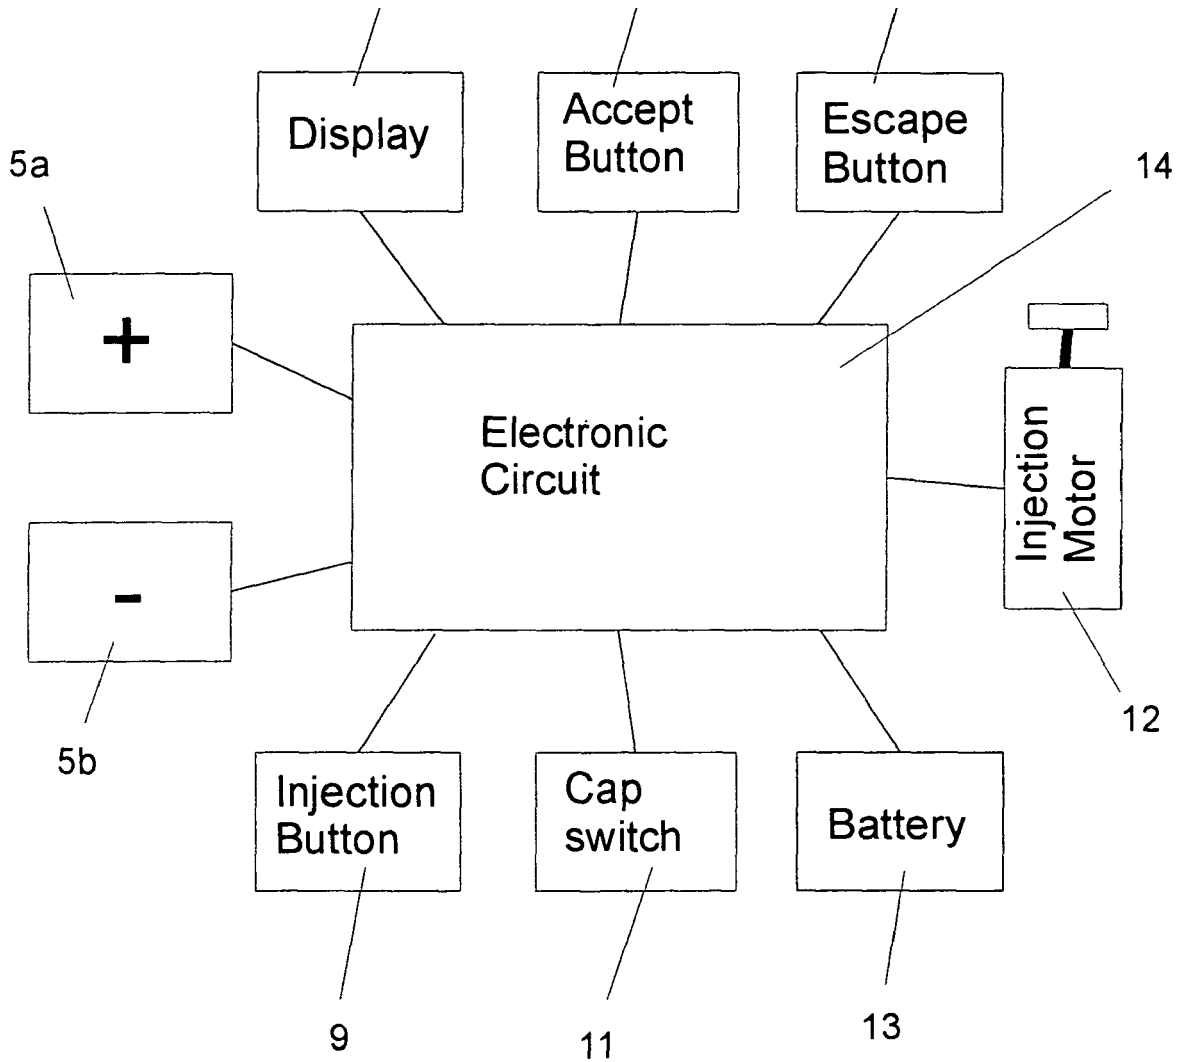 Display
Accept
Button
Escape
Button
5a
14
+
Electronic
Circuit
Injection
Motor
-
12
5b
Injection
Button
Cap
switch
Battery
9
11
13